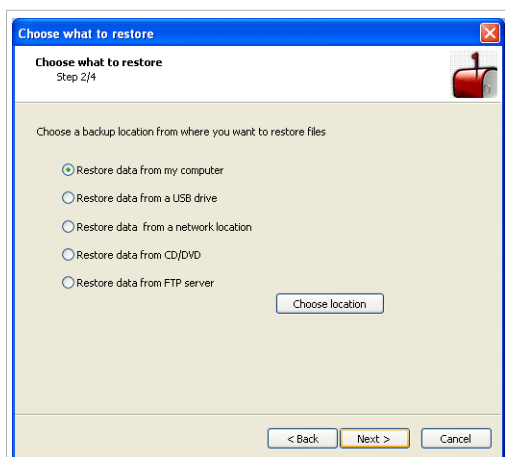 Choose what to restore
Choose what to restore
Step 2/4
Choose a backup location from where you want to restore files
Restore data from my computer
Restore data from a USB drive
Restore data  from a network location
Restore data from CD/DVD
Restore data from FTP server
Choose location
< Back Next > Cancel